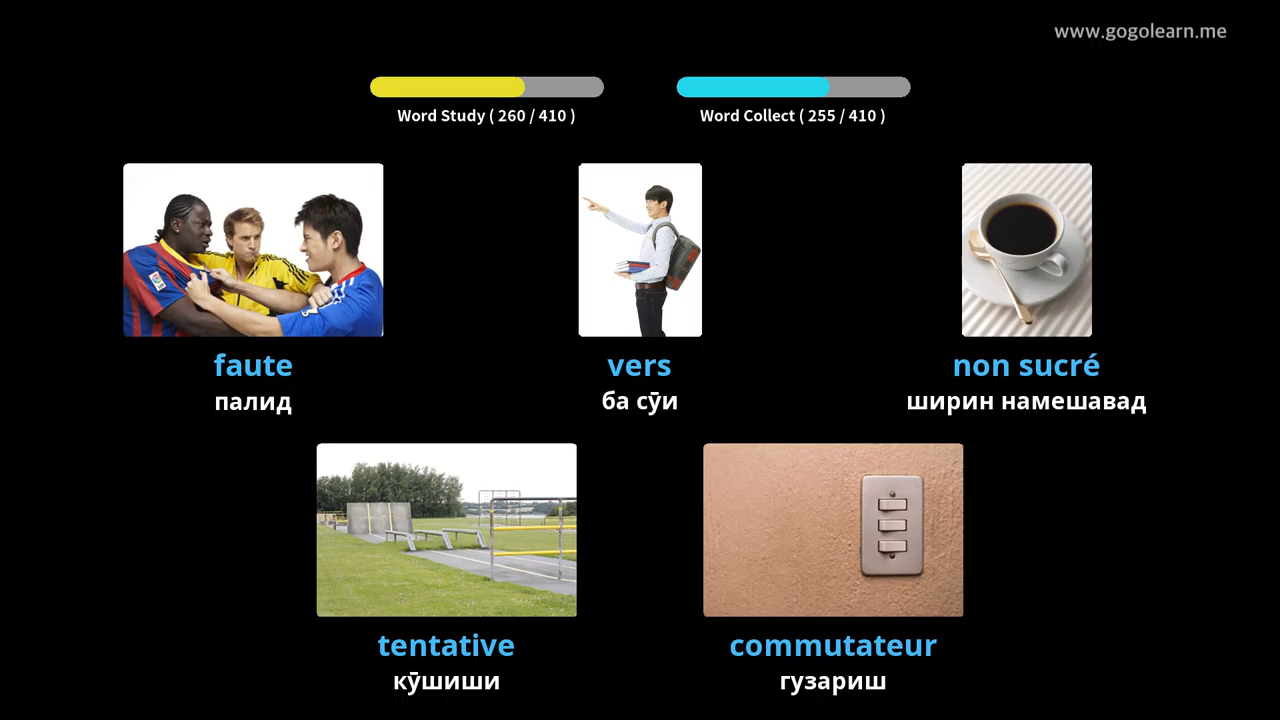 www.gogolearn.me
Word Study ( 260 / 410 )
Word Collect ( 255 / 410 )
faute
vers
non sucré
палид
ба сӯи
ширин намешавад
tentative
commutateur
кӯшиши
гузариш